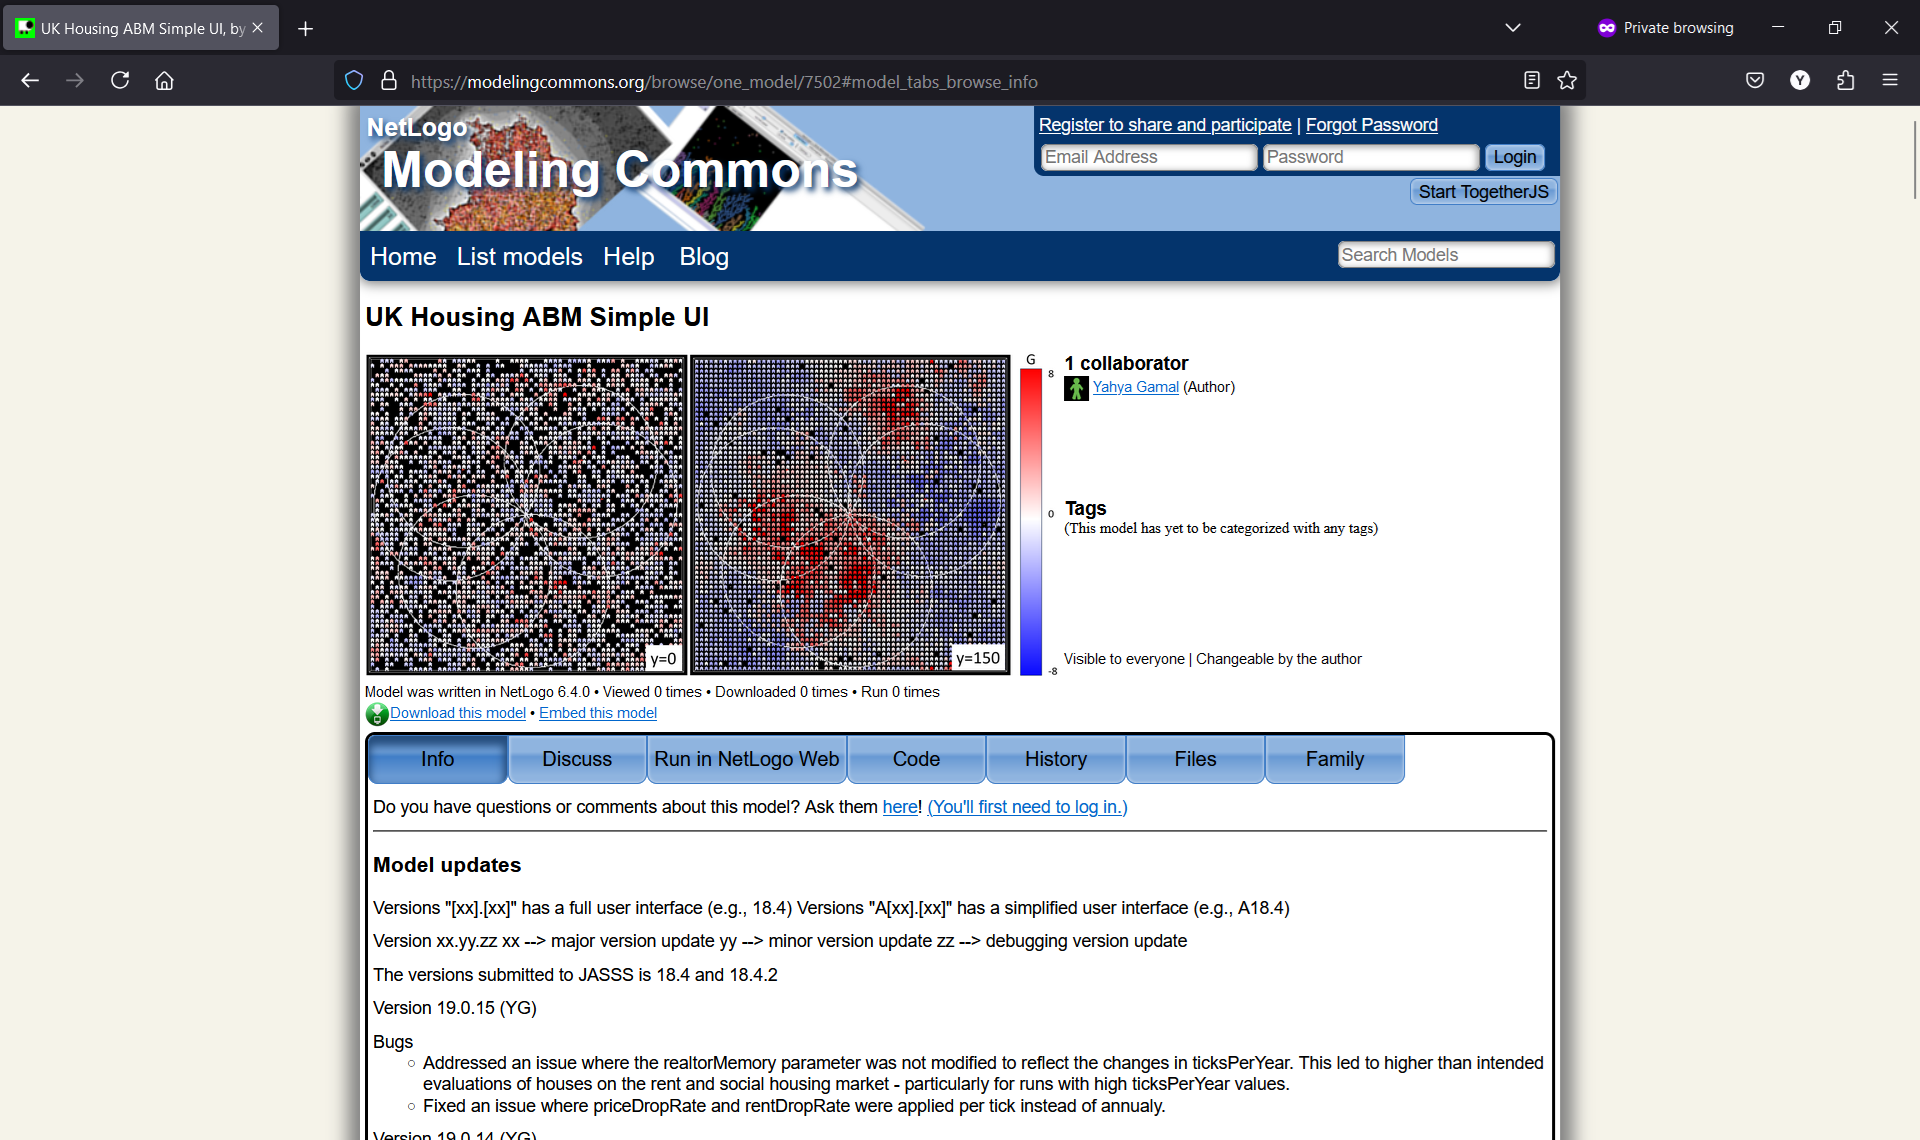 UK Housing ABM Simple UI, by
Private browsing
https://modelingcommons.org/browse/one_model/7502#model_tabs_browse_info
Y
NetLogo
Modeling Commons
Register to share and participate | Forgot Password
Email Address
Password
Login
Start TogetherJS
Home
List models
Help
Blog
Search Models
UK Housing ABM Simple UI
y=0
y=150
G
8
0
-8
1 collaborator
Yahya Gamal (Author)
Tags
(This model has yet to be categorized with any tags)
Visible to everyone | Changeable by the author
Model was written in NetLogo 6.4.0 • Viewed 0 times • Downloaded 0 times • Run 0 times
Download this model • Embed this model
Info
Discuss
Run in NetLogo Web
Code
History
Files
Family
Do you have questions or comments about this model? Ask them here! (You'll first need to log in.)
Model updates
Versions "[xx].[xx]" has a full user interface (e.g., 18.4) Versions "A[xx].[xx]" has a simplified user interface (e.g., A18.4)
Version xx.yy.zz xx --> major version update yy --> minor version update zz --> debugging version update
The versions submitted to JASSS is 18.4 and 18.4.2
Version 19.0.15 (YG)
Bugs
Addressed an issue where the realtorMemory parameter was not modified to reflect the changes in ticksPerYear. This led to higher than intended
evaluations of houses on the rent and social housing market - particularly for runs with high ticksPerYear values.
Fixed an issue where priceDropRate and rentDropRate were applied per tick instead of annualy.
Version 19.0.14 (YG)